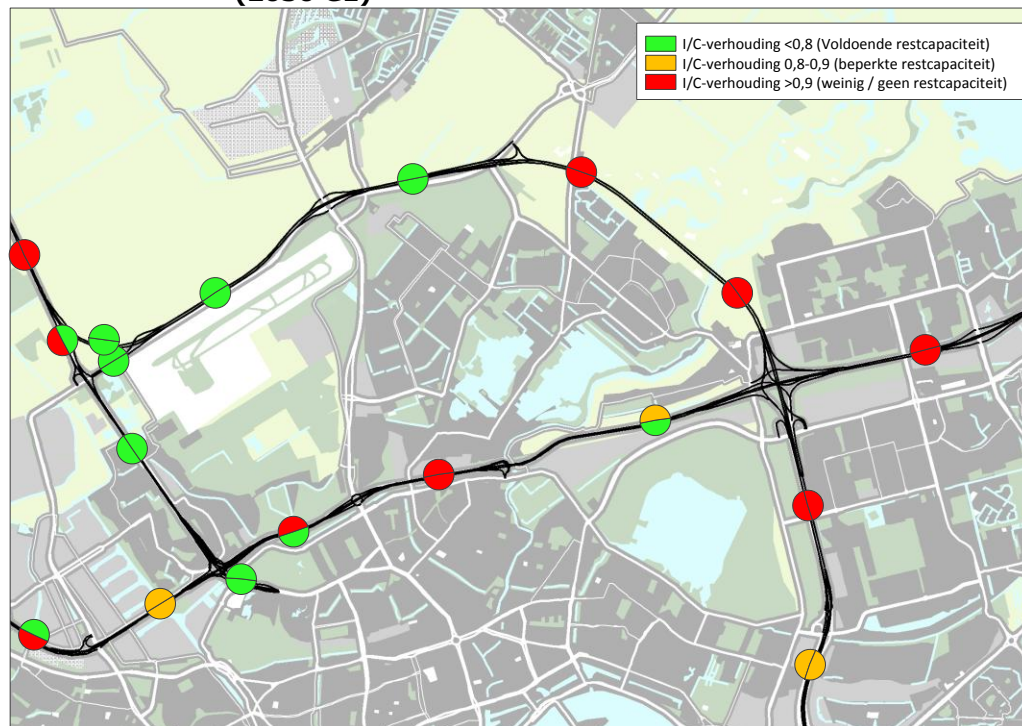 I/C-verhouding <0,8 (Voldoende restcapaciteit)
I/C-verhouding 0,8-0,9 (beperkte restcapaciteit)
I/C-verhouding >0,9 (weinig / geen restcapaciteit)